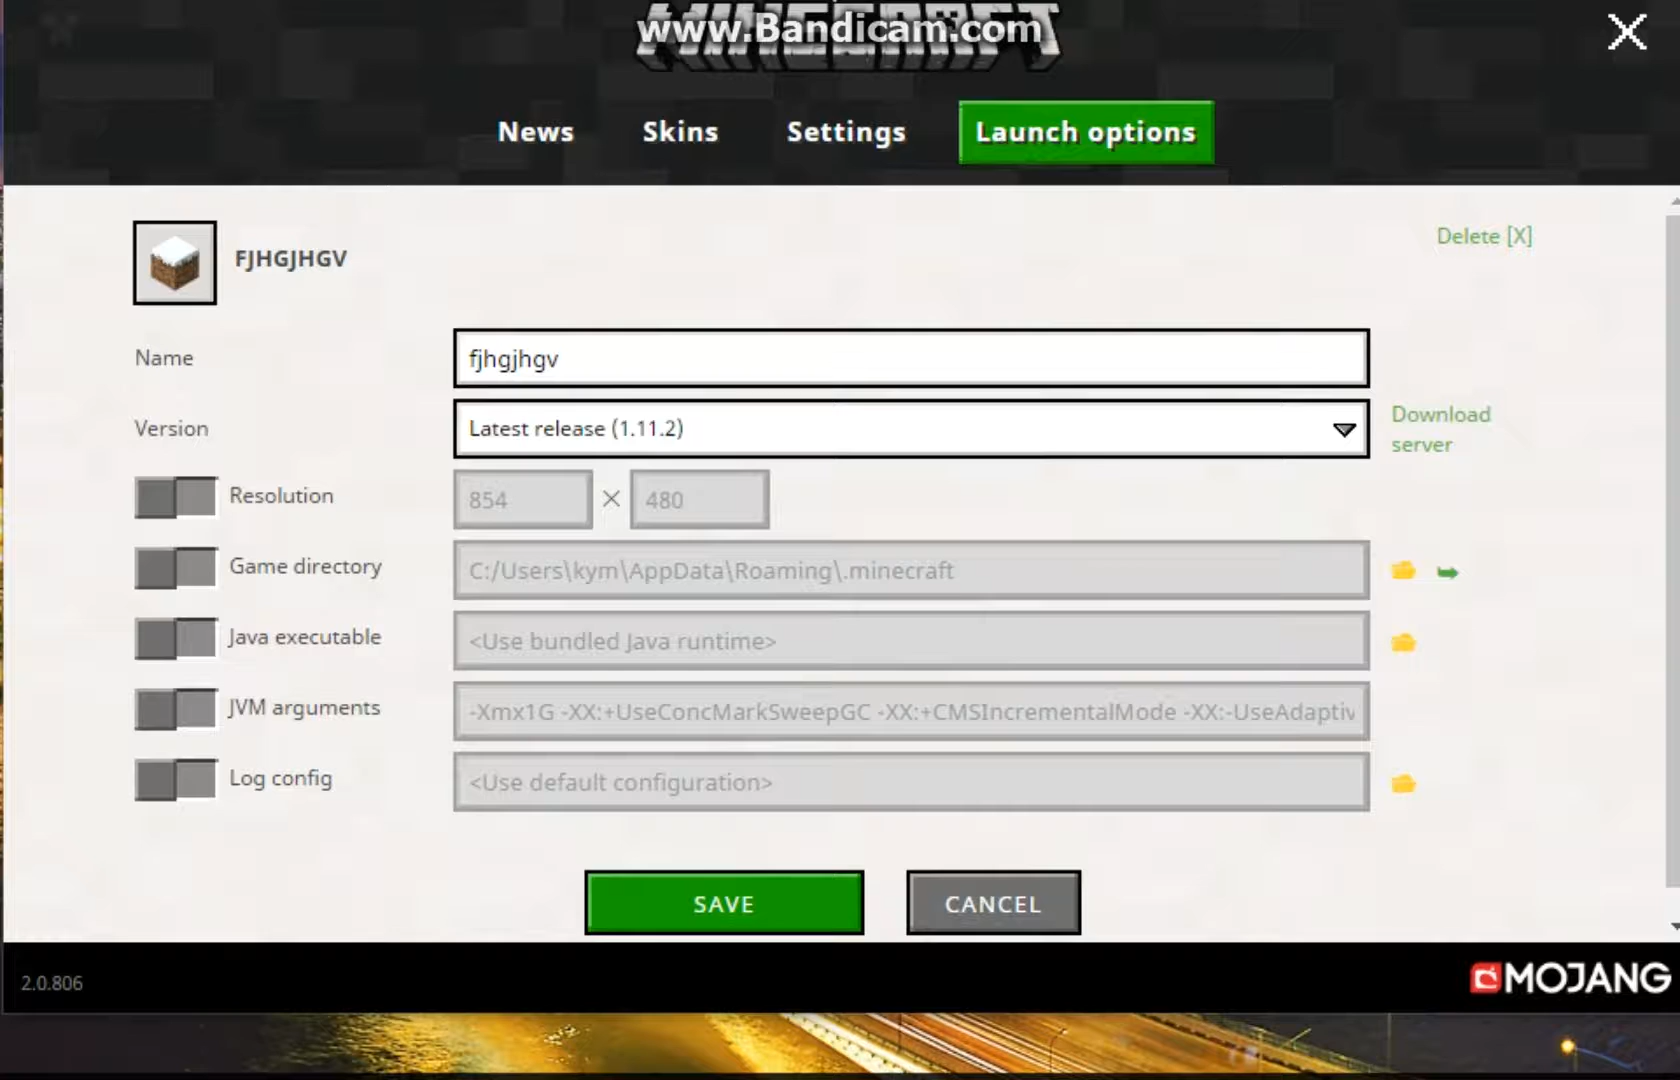 MINECRAFT
www.Bandicam.com
News Skins Settings Launch options
FJHGJHGV
Delete [X]
Name fjhgjhgv
Version Latest release (1.11.2) Download
server
Resolution 854 × 480
Game directory C:/Users\kym\AppData\Roaming\.minecraft
Java executable <Use bundled Java runtime>
JVM arguments -Xmx1G -XX:+UseConcMarkSweepGC -XX:+CMSIncrementalMode -XX:-UseAdaptiv
Log config <Use default configuration>
SAVE CANCEL
2.0.806 MOJANG